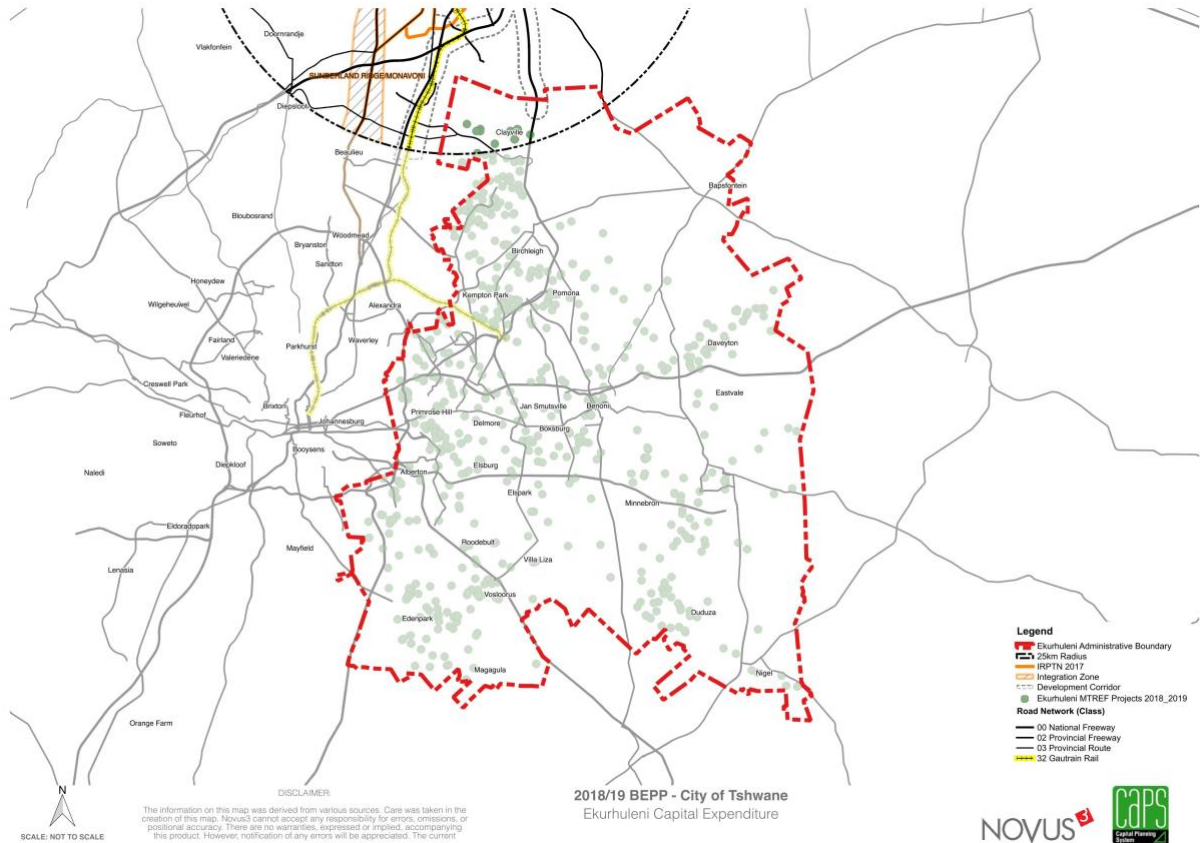 Doornrandje
Vlakfonfein
SUNDERLAND RIDGE/MONAVONI
Diepsloot
Clayville
Beaulieu
Bapsfontein
Bloubosrand
Woodmead
Bryanston
Birchleigh
Sandton
Honeydew
Kempton Park
Pomona
Wilgeheuwel
Alexandra
Fairland
Parkhurst
Waverley
Daveyton
Valeriedene
Creswell Park
Eastvale
Brixton
Jan Smutsville
Benoni
Fleurhof
Primrose Hill
Johannesburg
Delmore
Boksburg
Soweto
Booysens
Diepkloof
Elsburg
Naledi
Alberton
Elspark
Minnebron
Eldoradopark
Roodebult
Mayfield
Villa Liza
Lenasia
Vosloorus
Edenpark
Duduza
Magagula
Nigel
Orange Farm
Legend
Ekurhuleni Administrative Boundary
25km Radius
IRPTN 2017
Integration Zone
Development Corridor
Ekurhuleni MTREF Projects 2018_2019
Road Network (Class)
00 National Freeway
02 Provincial Freeway
03 Provincial Route
32 Gautrain Rail
N
SCALE: NOT TO SCALE
DISCLAIMER:
The information on this map was derived from various sources. Care was taken in the
creation of this map. Novus3 cannot accept any responsibility for errors, omissions, or
positional accuracy. There are no warranties, expressed or implied, accompanying
this product. However, notification of any errors will be appreciated. The current
2018/19 BEPP - City of Tshwane
Ekurhuleni Capital Expenditure
NOVUS3
CAPS
Capital Planning
System